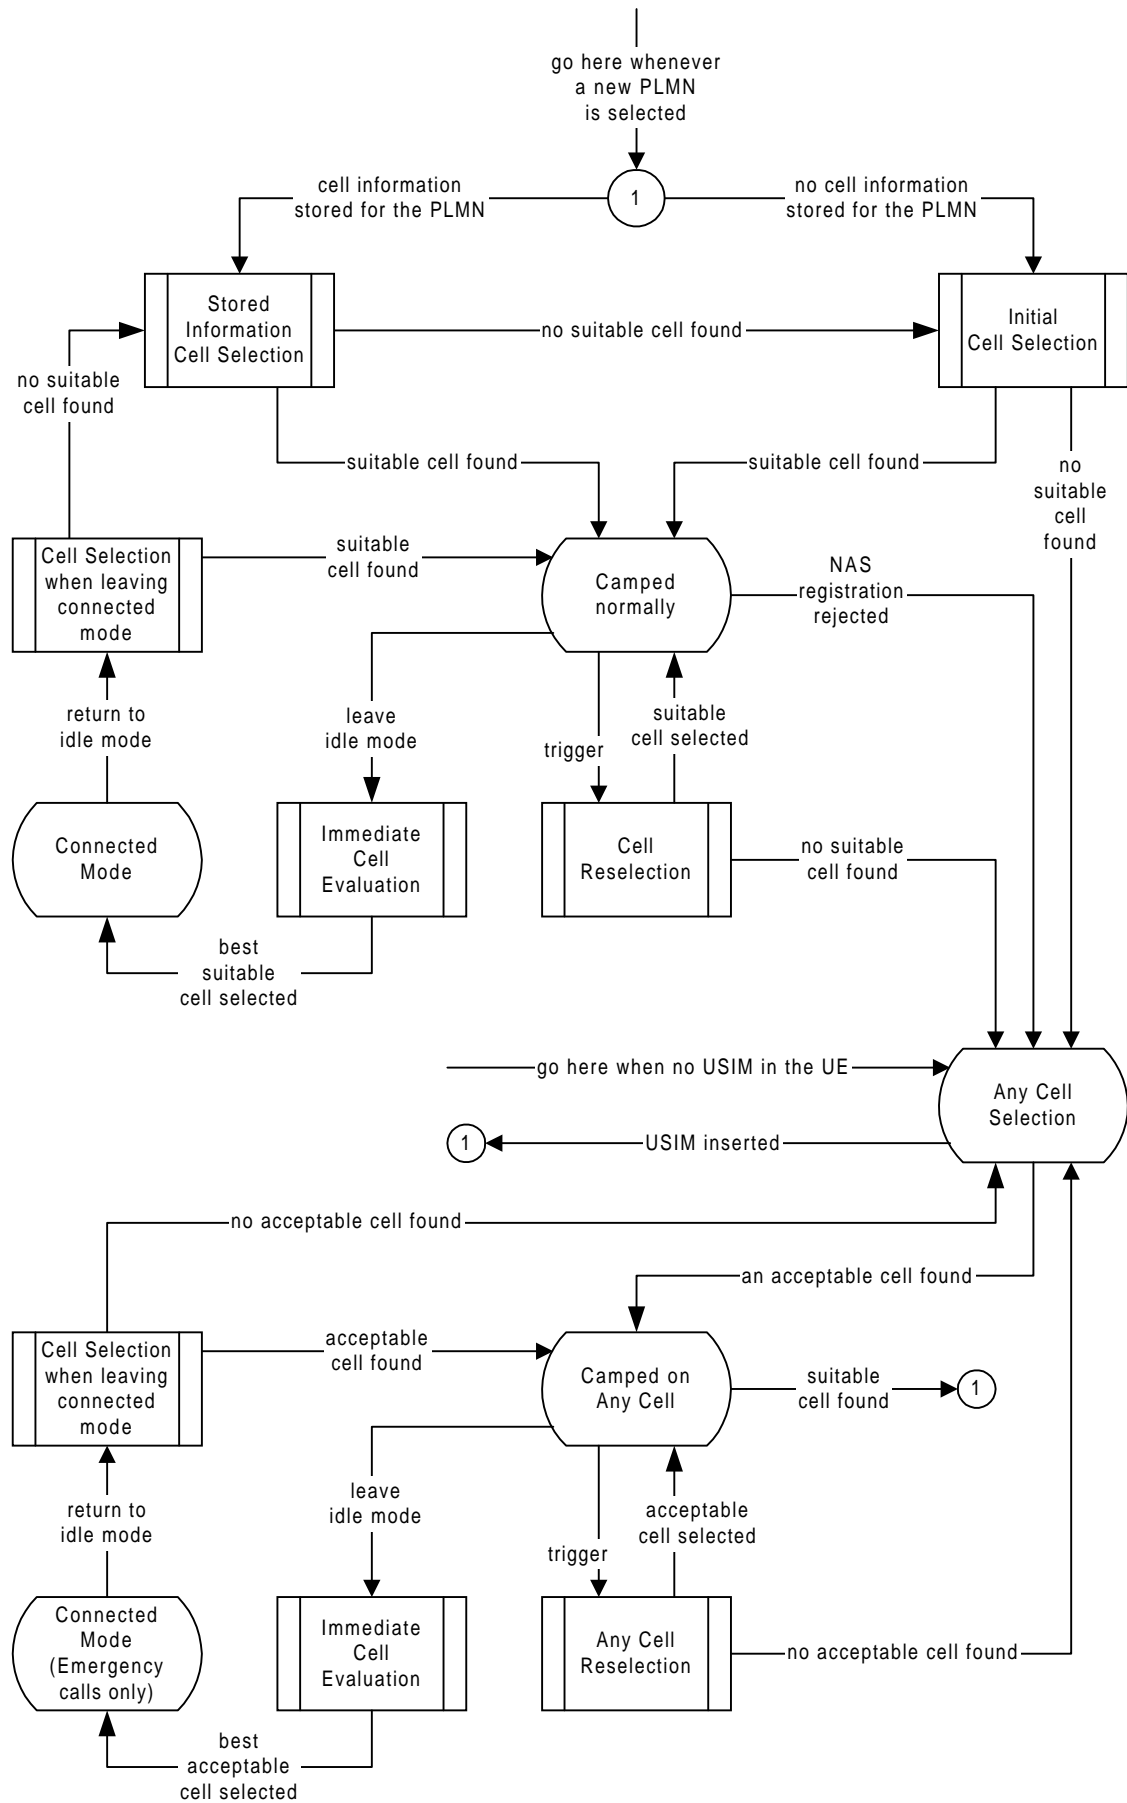 go here whenever
a new PLMN
is selected
cell information
stored for the PLMN
1
no cell information
stored for the PLMN
Stored
Information
Cell Selection
no suitable cell found
Initial
Cell Selection
no suitable
cell found
suitable cell found
suitable cell found
no
suitable
cell
found
Cell Selection
when leaving
connected
mode
suitable
cell found
Camped
normally
NAS
registration
rejected
return to
idle mode
leave
idle mode
trigger
suitable
cell selected
Connected
Mode
Immediate
Cell
Evaluation
Cell
Reselection
no suitable
cell found
best
suitable
cell selected
go here when no USIM in the UE
Any Cell
Selection
1
USIM inserted
no acceptable cell found
an acceptable cell found
Cell Selection
when leaving
connected
mode
acceptable
cell found
Camped on
Any Cell
suitable
cell found
1
return to
idle mode
leave
idle mode
trigger
acceptable
cell selected
Connected
Mode
(Emergency
calls only)
Immediate
Cell
Evaluation
Any Cell
Reselection
no acceptable cell found
best
acceptable
cell selected